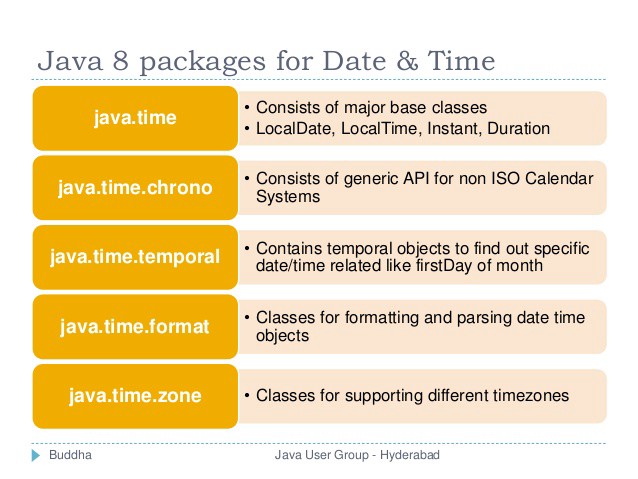 Java 8 packages for Date & Time
java.time
• Consists of major base classes
• LocalDate, LocalTime, Instant, Duration
java.time.chrono
• Consists of generic API for non ISO Calendar
Systems
java.time.temporal
• Contains temporal objects to find out specific
date/time related like firstDay of month
java.time.format
• Classes for formatting and parsing date time
objects
java.time.zone
• Classes for supporting different timezones
Buddha
Java User Group - Hyderabad